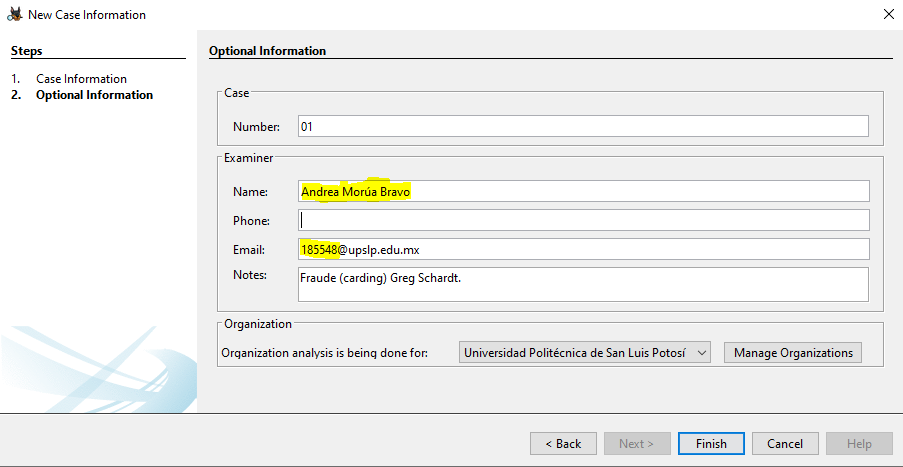 New Case Information
Steps
1. Case Information
2. Optional Information
Optional Information
Case
Number: 01
Examiner
Name: Andrea Morúa Bravo
Phone:
Email: 185548@upslp.edu.mx
Notes: Fraude (carding) Greg Schardt.
Organization
Organization analysis is being done for: Universidad Politécnica de San Luis Potosí Manage Organizations
< Back Next > Finish Cancel Help